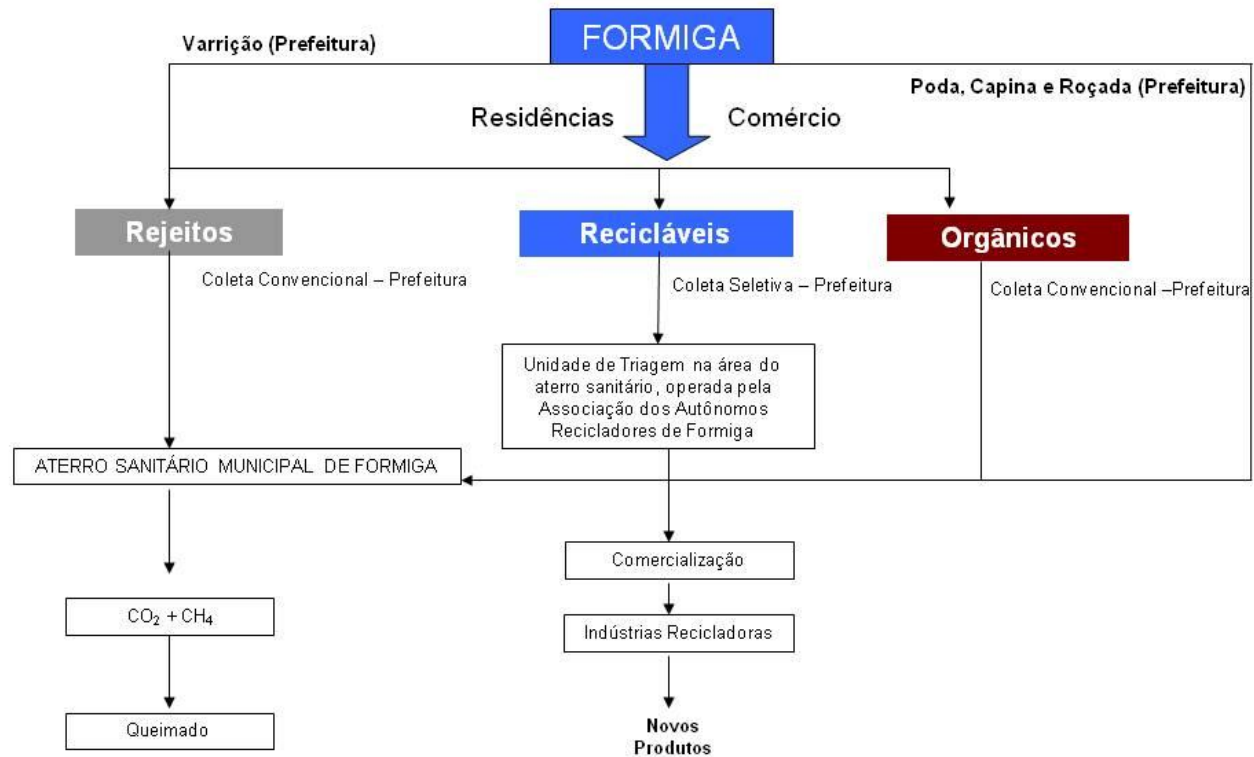 FORMIGA
Varrição (Prefeitura)
Poda, Capina e Roçada (Prefeitura)
Residências
Comércio
Rejeitos
Recicláveis
Orgânicos
Coleta Convencional – Prefeitura
Coleta Seletiva – Prefeitura
Coleta Convencional –Prefeitura
Unidade de Triagem na área do
aterro sanitário, operada pela
Associação dos Autônomos
Recicladores de Formiga
ATERRO SANITÁRIO MUNICIPAL DE FORMIGA
Comercialização
CO₂ + CH₄
Indústrias Recicladoras
Queimado
Novos
Produtos